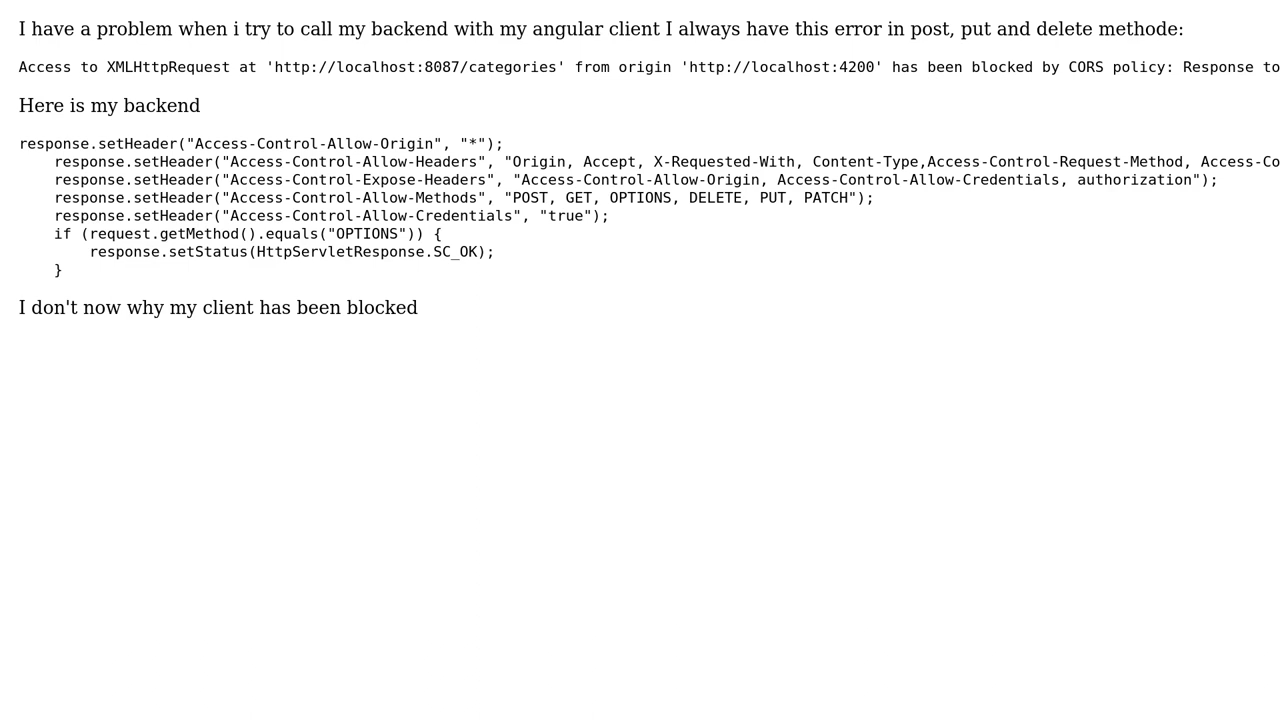 I have a problem when i try to call my backend with my angular client I always have this error in post, put and delete methode:
Access to XMLHttpRequest at 'http://localhost:8087/categories' from origin 'http://localhost:4200' has been blocked by CORS policy: Response to
Here is my backend
response.setHeader("Access-Control-Allow-Origin", "*");
    response.setHeader("Access-Control-Allow-Headers", "Origin, Accept, X-Requested-With, Content-Type,Access-Control-Request-Method, Access-Co
    response.setHeader("Access-Control-Expose-Headers", "Access-Control-Allow-Origin, Access-Control-Allow-Credentials, authorization");
    response.setHeader("Access-Control-Allow-Methods", "POST, GET, OPTIONS, DELETE, PUT, PATCH");
    response.setHeader("Access-Control-Allow-Credentials", "true");
    if (request.getMethod().equals("OPTIONS")) {
        response.setStatus(HttpServletResponse.SC_OK);
    }
I don't now why my client has been blocked